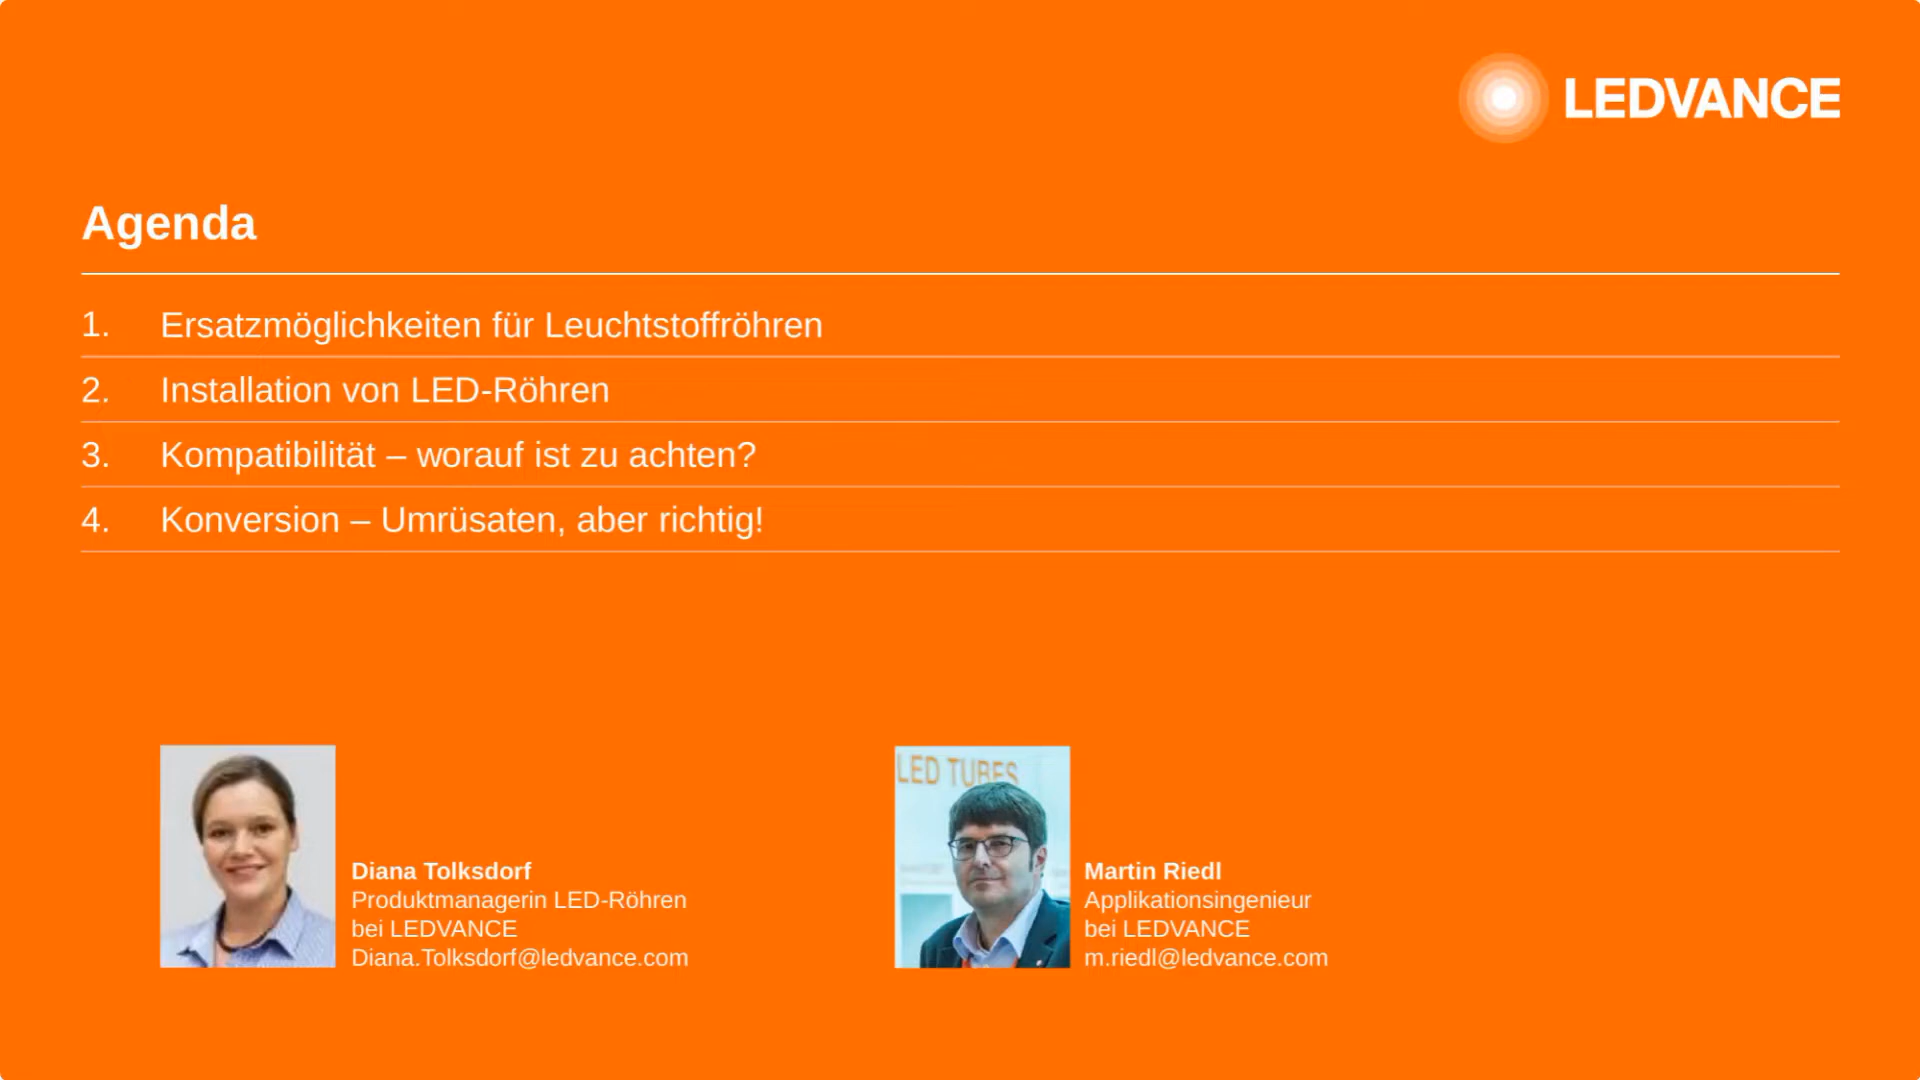 LEDVANCE
Agenda
1. Ersatzmöglichkeiten für Leuchtstoffröhren
2. Installation von LED-Röhren
3. Kompatibilität – worauf ist zu achten?
4. Konversion – Umrüsaten, aber richtig!
LED TUBES
Diana Tolksdorf
Produktmanagerin LED-Röhren
bei LEDVANCE
Diana.Tolksdorf@ledvance.com
Martin Riedl
Applikationsingenieur
bei LEDVANCE
m.riedl@ledvance.com